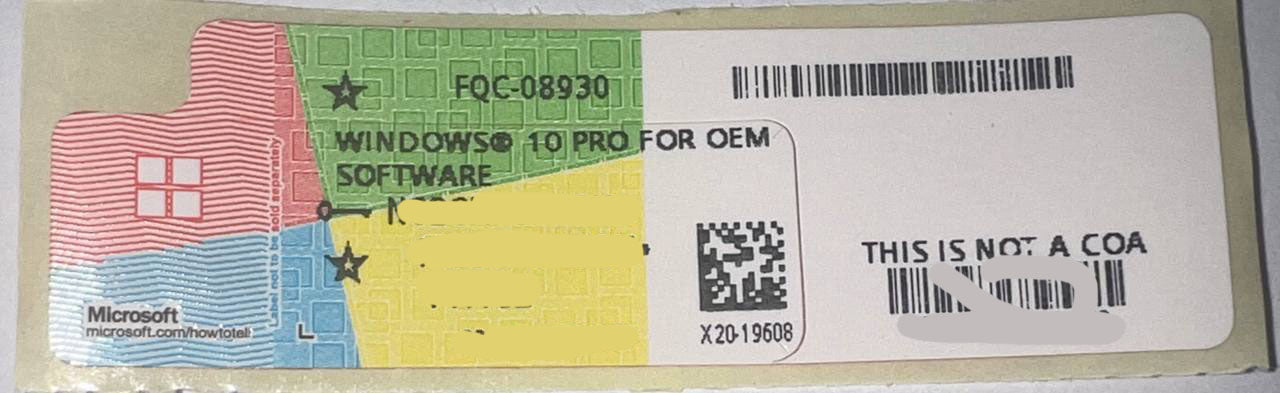 FQC-08930
WINDOWS® 10 PRO FOR OEM
SOFTWARE
Label not to be sold separately
THIS IS NOT A COA
Microsoft
microsoft.com/howtotell
L
X20-19608